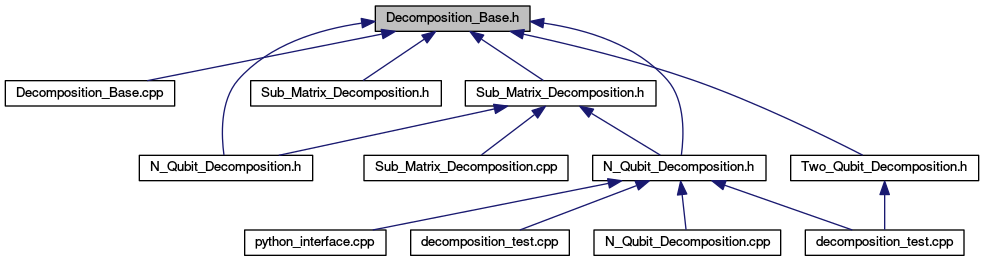 Decomposition_Base.h
Decomposition_Base.cpp
Sub_Matrix_Decomposition.h
Sub_Matrix_Decomposition.h
N_Qubit_Decomposition.h
Sub_Matrix_Decomposition.cpp
N_Qubit_Decomposition.h
Two_Qubit_Decomposition.h
python_interface.cpp
decomposition_test.cpp
N_Qubit_Decomposition.cpp
decomposition_test.cpp